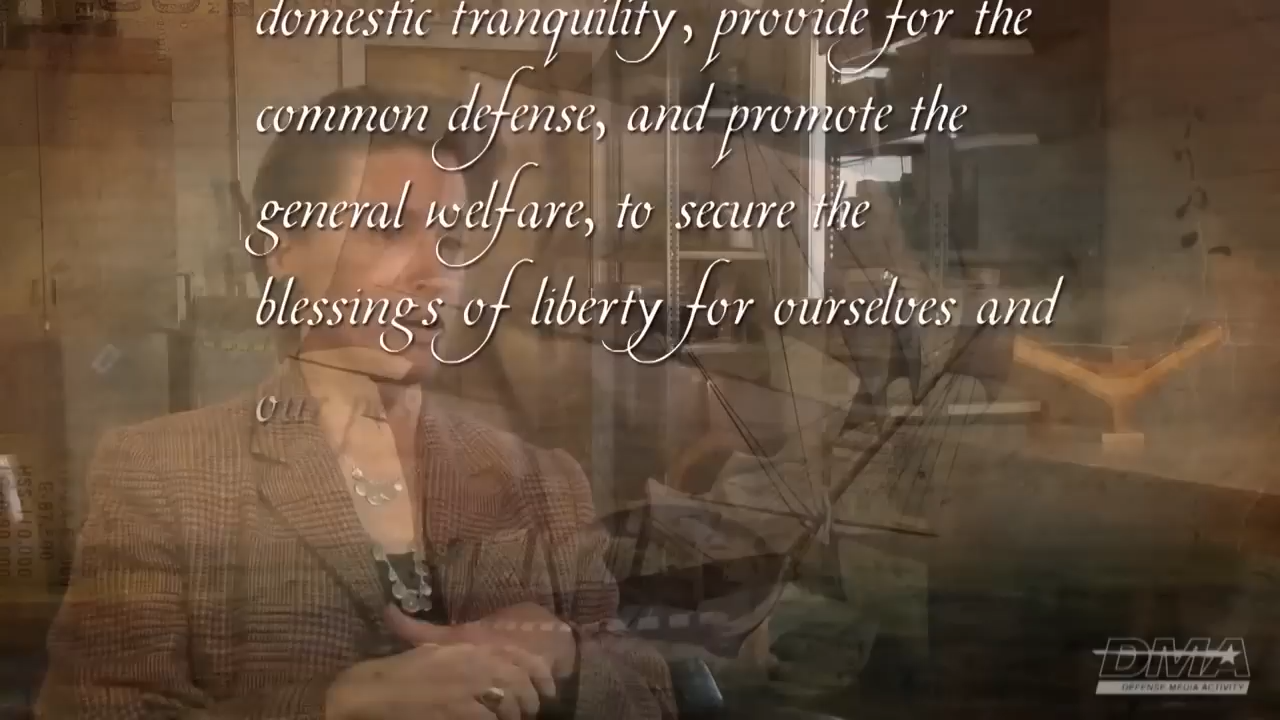 domestic tranquility, provide for the
common defense, and promote the
general welfare, to secure the
blessings of liberty for ourselves and
our
DMA
DEFENSE MEDIA ACTIVITY